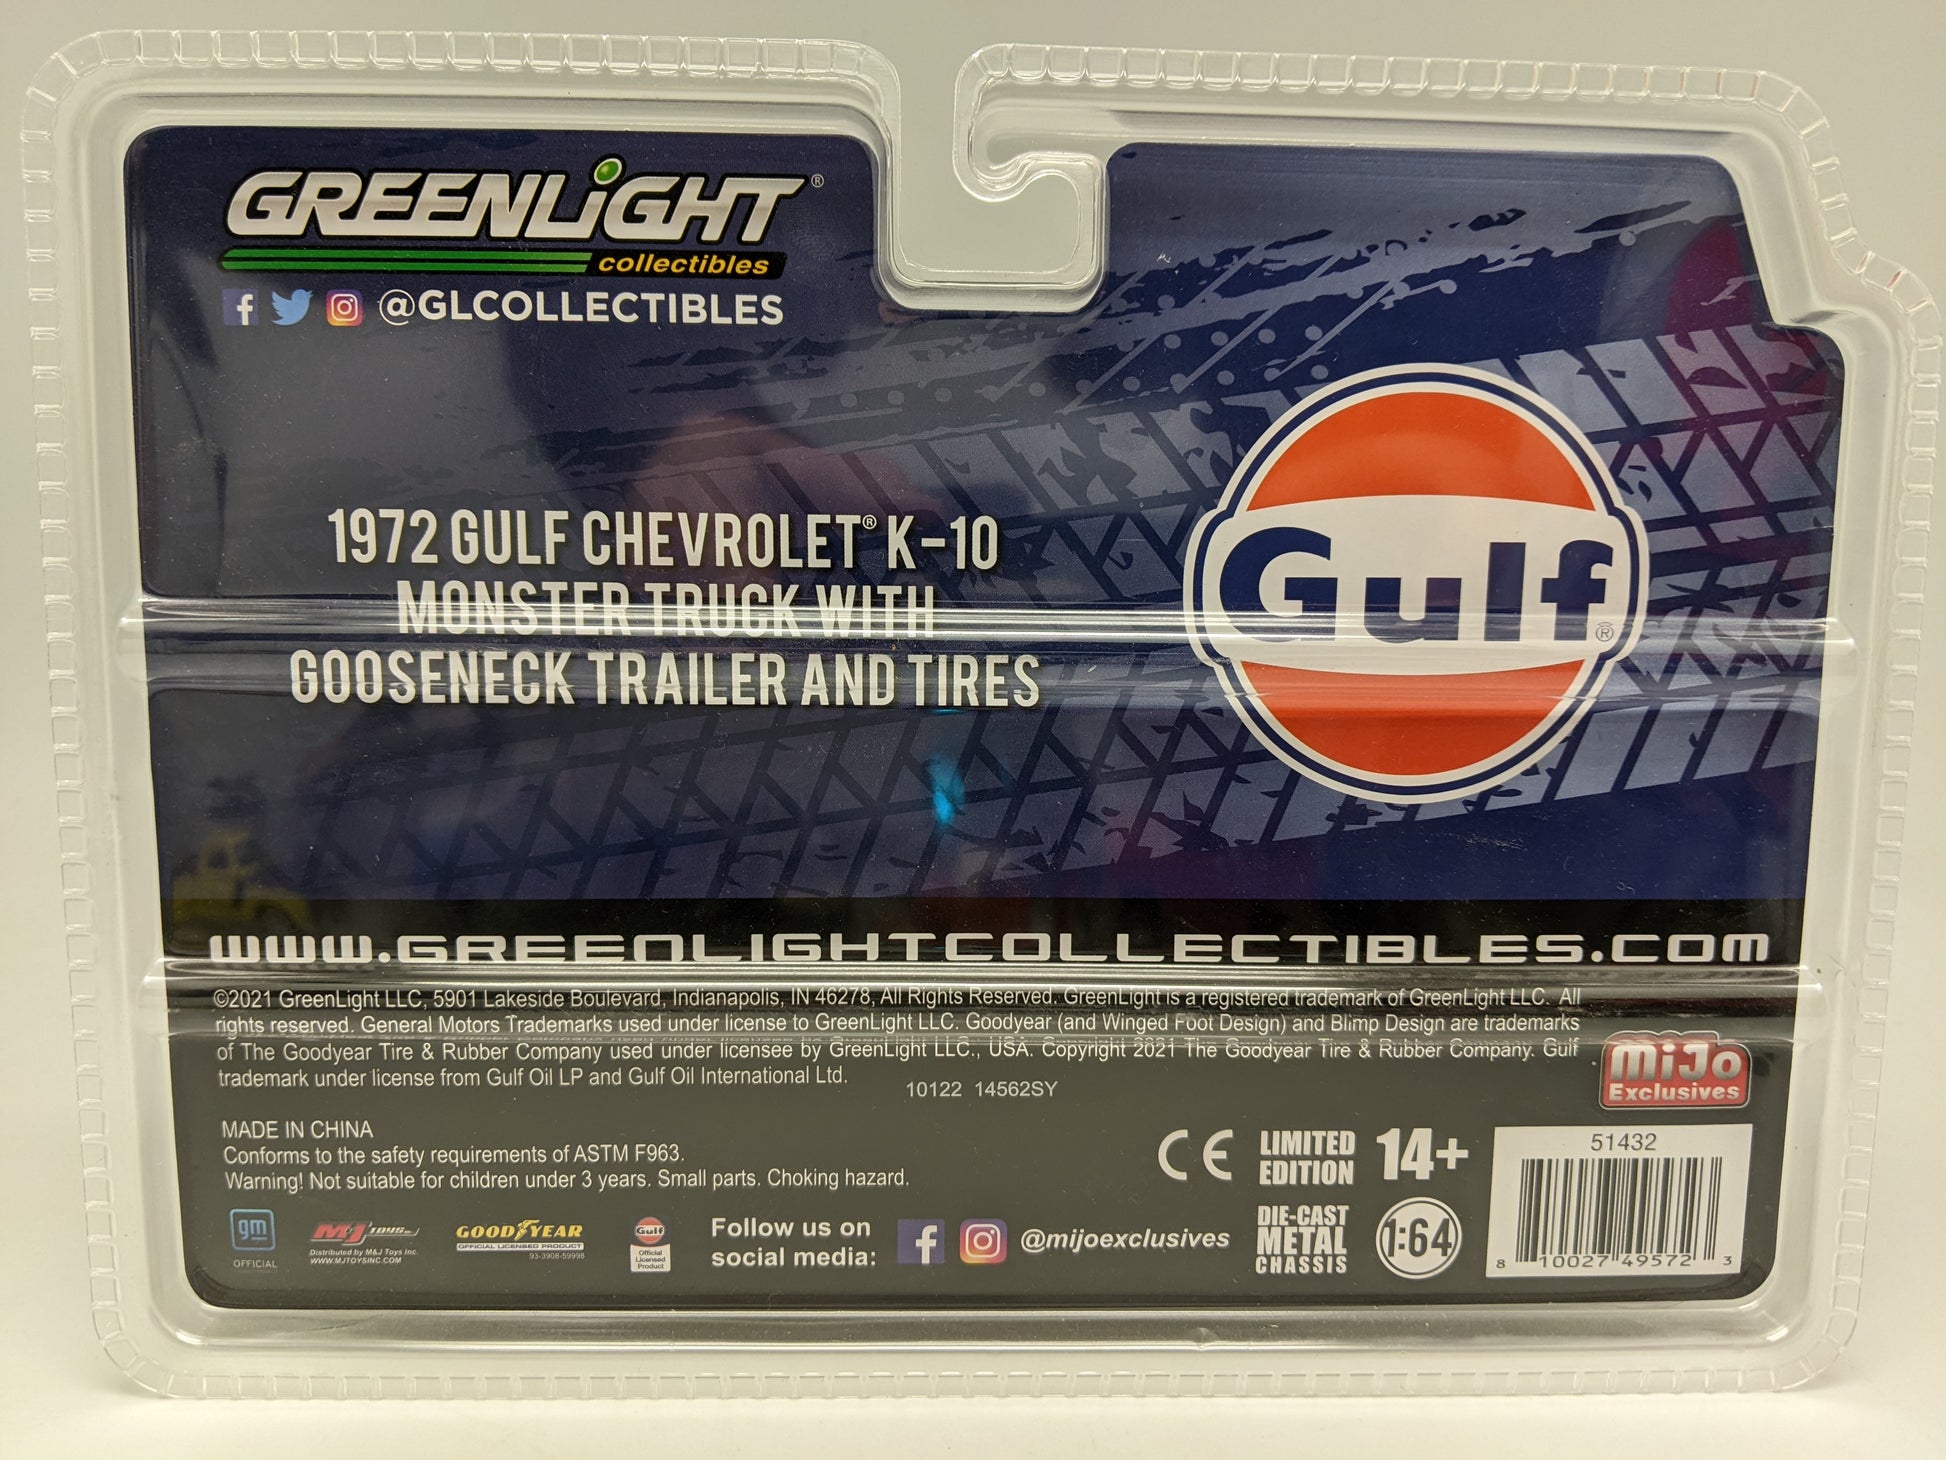 GREENLiGHT®
collectibles
@GLCOLLECTIBLES
1972 GULF CHEVROLET® K-10
MONSTER TRUCK WITH
GOOSENECK TRAILER AND TIRES
Gulf®
WWW.GREENLIGHTCOLLECTIBLES.COM
©2021 GreenLight LLC, 5901 Lakeside Boulevard, Indianapolis, IN 46278, All Rights Reserved. GreenLight is a registered trademark of GreenLight LLC. All
rights reserved. General Motors Trademarks used under license to GreenLight LLC. Goodyear (and Winged Foot Design) and Blimp Design are trademarks
of The Goodyear Tire & Rubber Company used under licensee by GreenLight LLC., USA. Copyright 2021 The Goodyear Tire & Rubber Company. Gulf
trademark under license from Gulf Oil LP and Gulf Oil International Ltd.
10122 14562SY
MiJo
Exclusives
MADE IN CHINA
Conforms to the safety requirements of ASTM F963.
Warning! Not suitable for children under 3 years. Small parts. Choking hazard.
CE
LIMITED
EDITION
14+
51432
gm
OFFICIAL
M&J TOYS INC.
Distributed by M&J Toys Inc.
WWW.MJTOYSINC.COM
GOODYEAR
OFFICIAL LICENSED PRODUCT
93-3908-59998
Gulf
Official
Licensed
Product
Follow us on
social media:
@mijoexclusives
DIE-CAST
METAL
CHASSIS
1:64
8 10027 49572 3